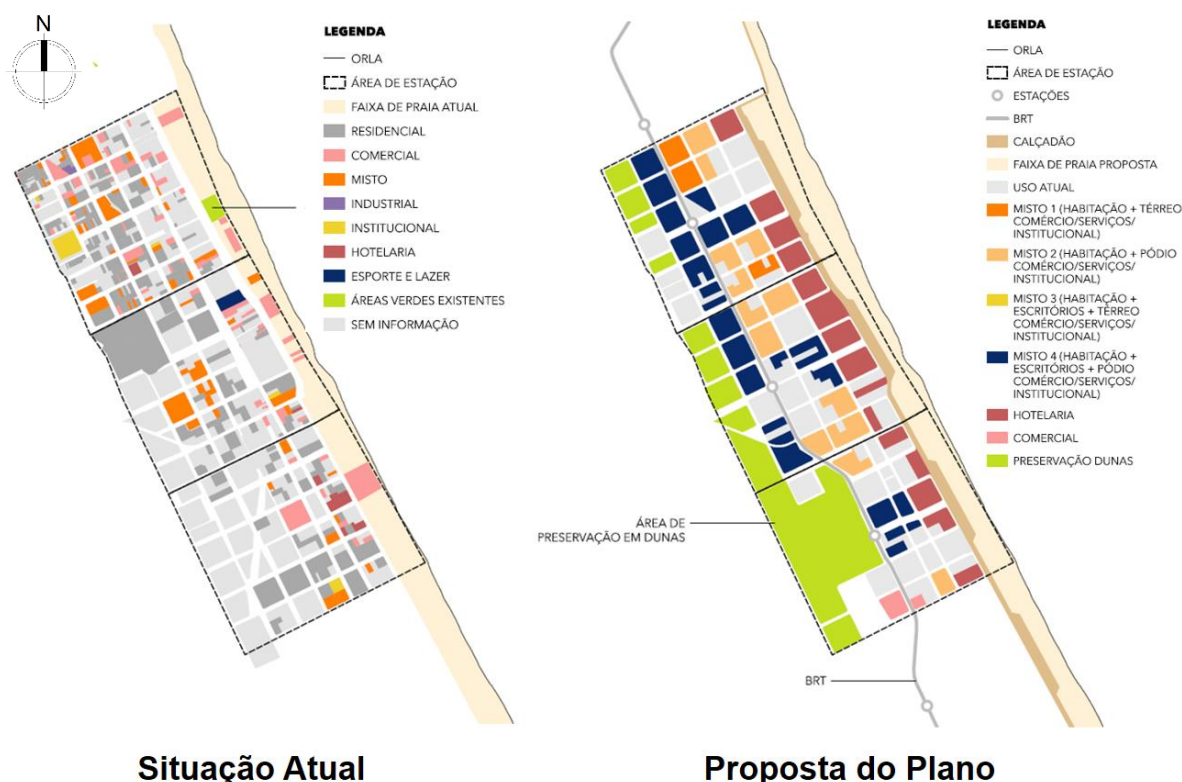 N
LEGENDA
ORLA
ÁREA DE ESTAÇÃO
FAIXA DE PRAIA ATUAL
RESIDENCIAL
COMERCIAL
MISTO
INDUSTRIAL
INSTITUCIONAL
HOTELARIA
ESPORTE E LAZER
ÁREAS VERDES EXISTENTES
SEM INFORMAÇÃO
Situação Atual
LEGENDA
ORLA
ÁREA DE ESTAÇÃO
ESTAÇÕES
BRT
CALÇADÃO
FAIXA DE PRAIA PROPOSTA
USO ATUAL
MISTO 1 (HABITAÇÃO + TÉRREO
COMÉRCIO/SERVIÇOS/
INSTITUCIONAL)
MISTO 2 (HABITAÇÃO + PÓDIO
COMÉRCIO/SERVIÇOS/
INSTITUCIONAL)
MISTO 3 (HABITAÇÃO +
ESCRITÓRIOS + TÉRREO
COMÉRCIO/SERVIÇOS/
INSTITUCIONAL)
MISTO 4 (HABITAÇÃO +
ESCRITÓRIOS + PÓDIO
COMÉRCIO/SERVIÇOS/
INSTITUCIONAL)
HOTELARIA
COMERCIAL
PRESERVAÇÃO DUNAS
ÁREA DE
PRESERVAÇÃO EM DUNAS
BRT
Proposta do Plano